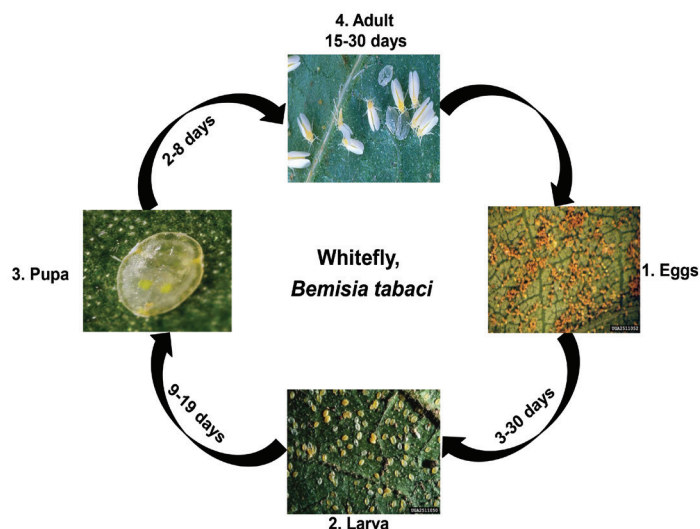 4. Adult
15-30 days
2-8 days
3. Pupa
Whitefly,
Bemisia tabaci
1. Eggs
9-19 days
3-30 days
2. Larva